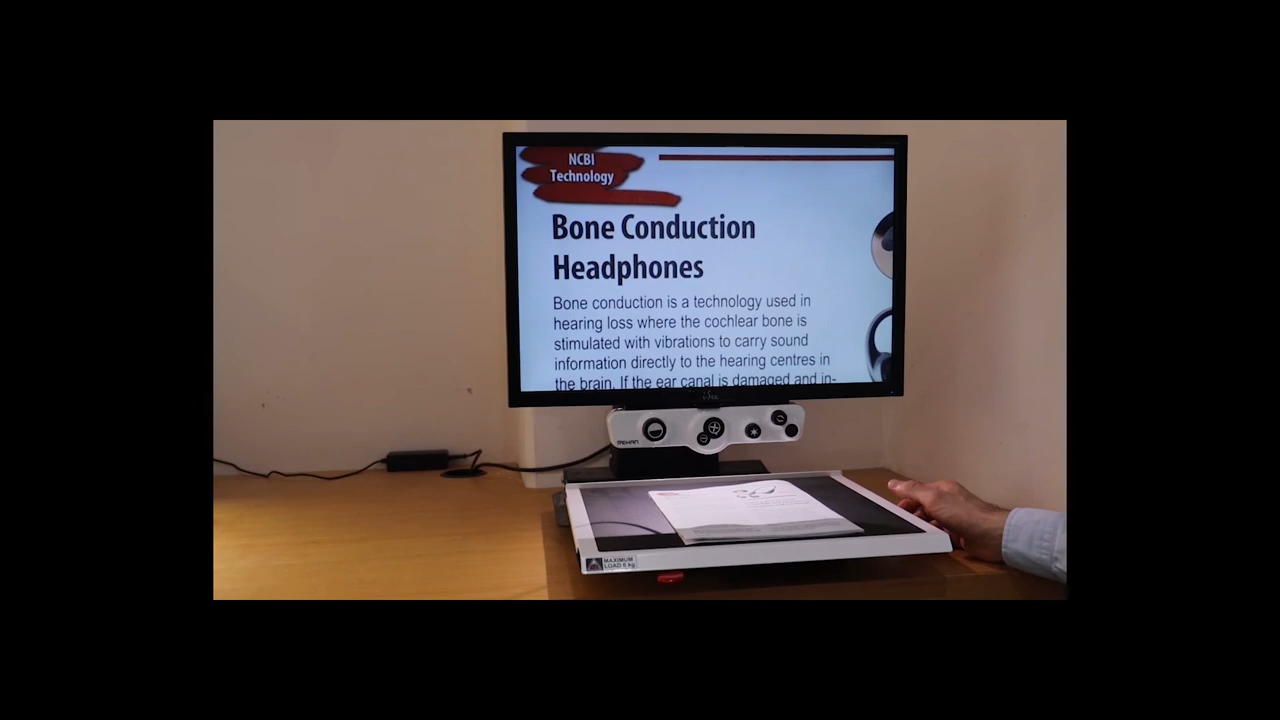 NCBI
Technology
Bone Conduction
Headphones
Bone conduction is a technology used in
hearing loss where the cochlear bone is
stimulated with vibrations to carry sound
information directly to the hearing centres in
the brain. If the ear canal is damaged and in-
MAXIMUM
LOAD 6 kg